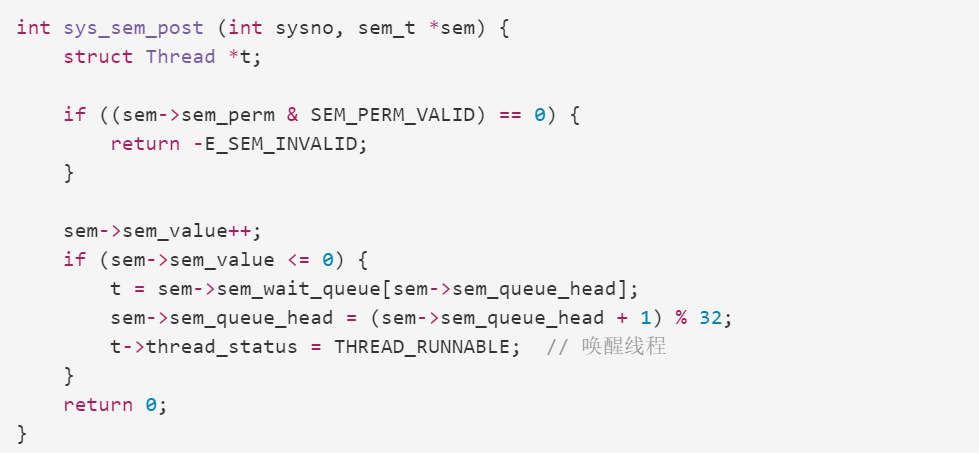 int sys_sem_post (int sysno, sem_t *sem) {
    struct Thread *t;

    if ((sem->sem_perm & SEM_PERM_VALID) == 0) {
        return -E_SEM_INVALID;
    }

    sem->sem_value++;
    if (sem->sem_value <= 0) {
        t = sem->sem_wait_queue[sem->sem_queue_head];
        sem->sem_queue_head = (sem->sem_queue_head + 1) % 32;
        t->thread_status = THREAD_RUNNABLE;  // 唤醒线程
    }
    return 0;
}